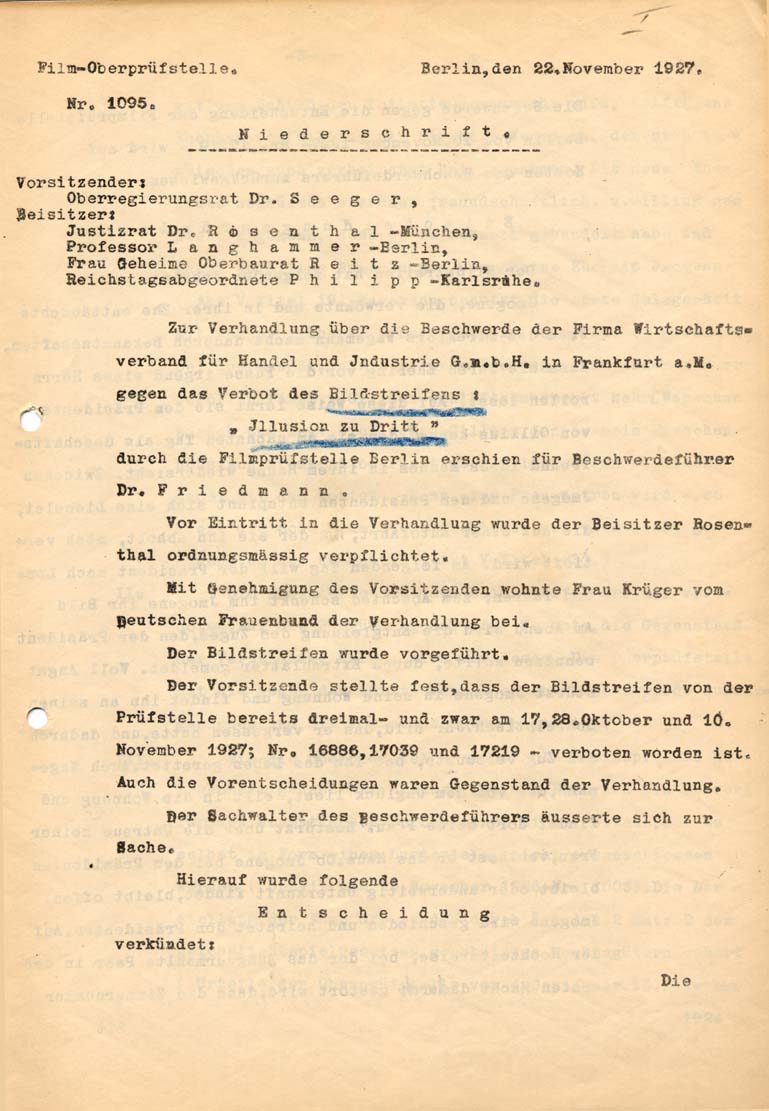 I
Film-Oberprüfstelle. Berlin,den 22.November 1927.
Nr. 1095.
N i e d e r s c h r i f t.
Vorsitzender:
Oberregierungsrat Dr. S e e g e r ,
Beisitzer:
Justizrat Dr. R o s e n t h a l -München,
Professor L a n g h a m m e r -Berlin,
Frau Geheime Oberbaurat R e i t z -Berlin,
Reichstagsabgeordnete P h i l i p p -Karlsruhe.
Zur Verhandlung über die Beschwerde der Firma Wirtschafts-
verband für Handel und Jndustrie G.m.b.H. in Frankfurt a.M.
gegen das Verbot des Bildstreifens :
„ Jllusion zu Dritt "
durch die Filmprüfstelle Berlin erschien für Beschwerdeführer
Dr. F r i e d m a n n .
Vor Eintritt in die Verhandlung wurde der Beisitzer Rosen-
thal ordnungsmässig verpflichtet.
Mit Genehmigung des Vorsitzenden wohnte Frau Krüger vom
Deutschen Frauenbund der Verhandlung bei.
Der Bildstreifen wurde vorgeführt.
Der Vorsitzende stellte fest,dass der Bildstreifen von der
Prüfstelle bereits dreimal- und zwar am 17,28.Oktober und 10.
November 1927; Nr. 16886,17039 und 17219 - verboten worden ist.
Auch die Vorentscheidungen waren Gegenstand der Verhandlung.
Der Sachwalter des Beschwerdeführers äusserte sich zur
Sache.
Hierauf wurde folgende
E n t s c h e i d u n g
verkündet:
Die